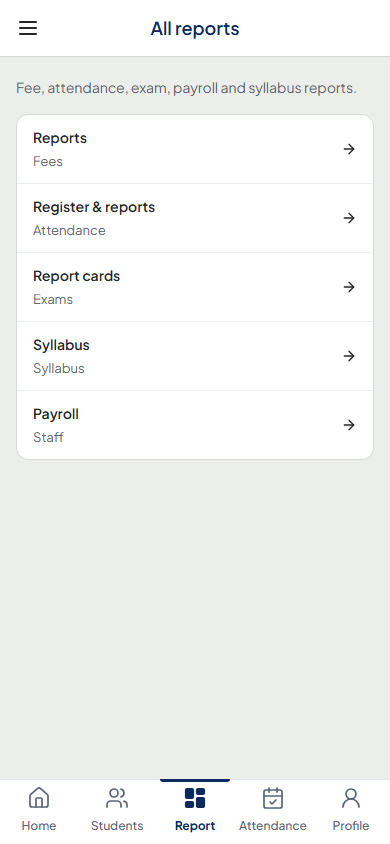 All reports
Fee, attendance, exam, payroll and syllabus reports.
Reports
Fees
Register & reports
Attendance
Report cards
Exams
Syllabus
Syllabus
Payroll
Staff
Home
Students
Report
Attendance
Profile